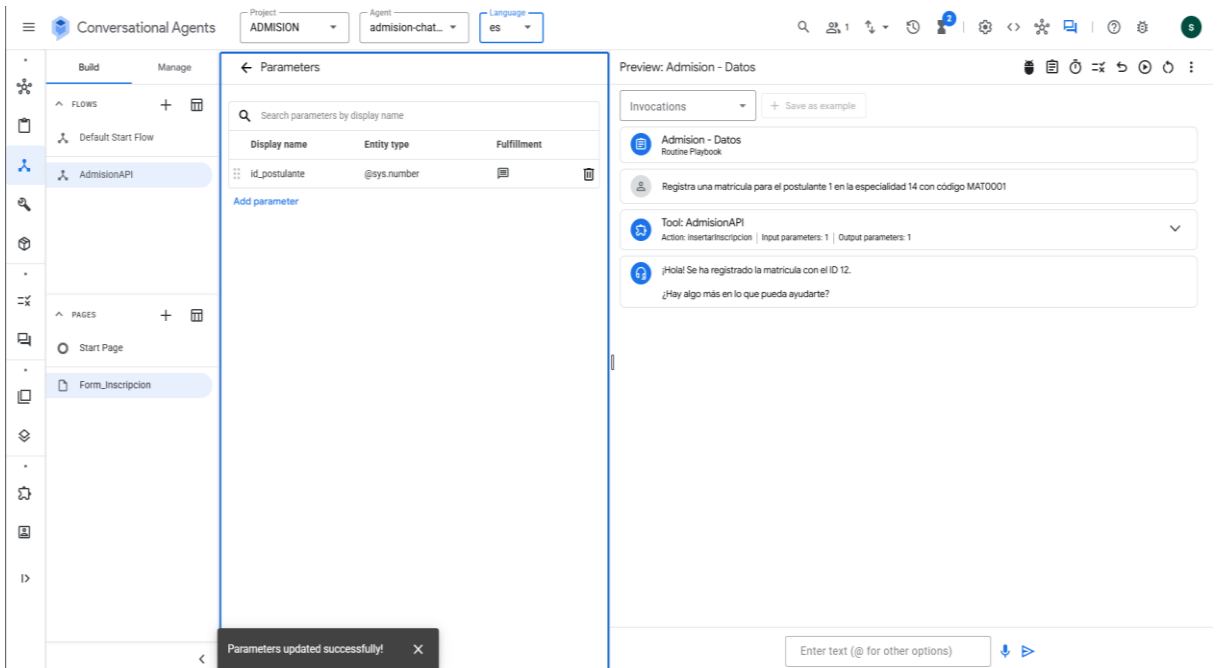 Conversational Agents
Project
ADMISION
Agent
admision-chat...
Language
es
1
2
s
Build
Manage
FLOWS
Default Start Flow
AdmisionAPI
PAGES
Start Page
Form_Inscripcion
Parameters
Search parameters by display name
Display name Entity type Fulfillment
id_postulante @sys.number
Add parameter
Parameters updated successfully!
Preview: Admision - Datos
Invocations
+ Save as example
Admision - Datos
Routine Playbook
Registra una matricula para el postulante 1 en la especialidad 14 con código MAT0001
Tool: AdmisionAPI
Action: insertarInscripcion | Input parameters: 1 | Output parameters: 1
¡Hola! Se ha registrado la matrícula con el ID 12.
¿Hay algo más en lo que pueda ayudarte?
Enter text (@ for other options)